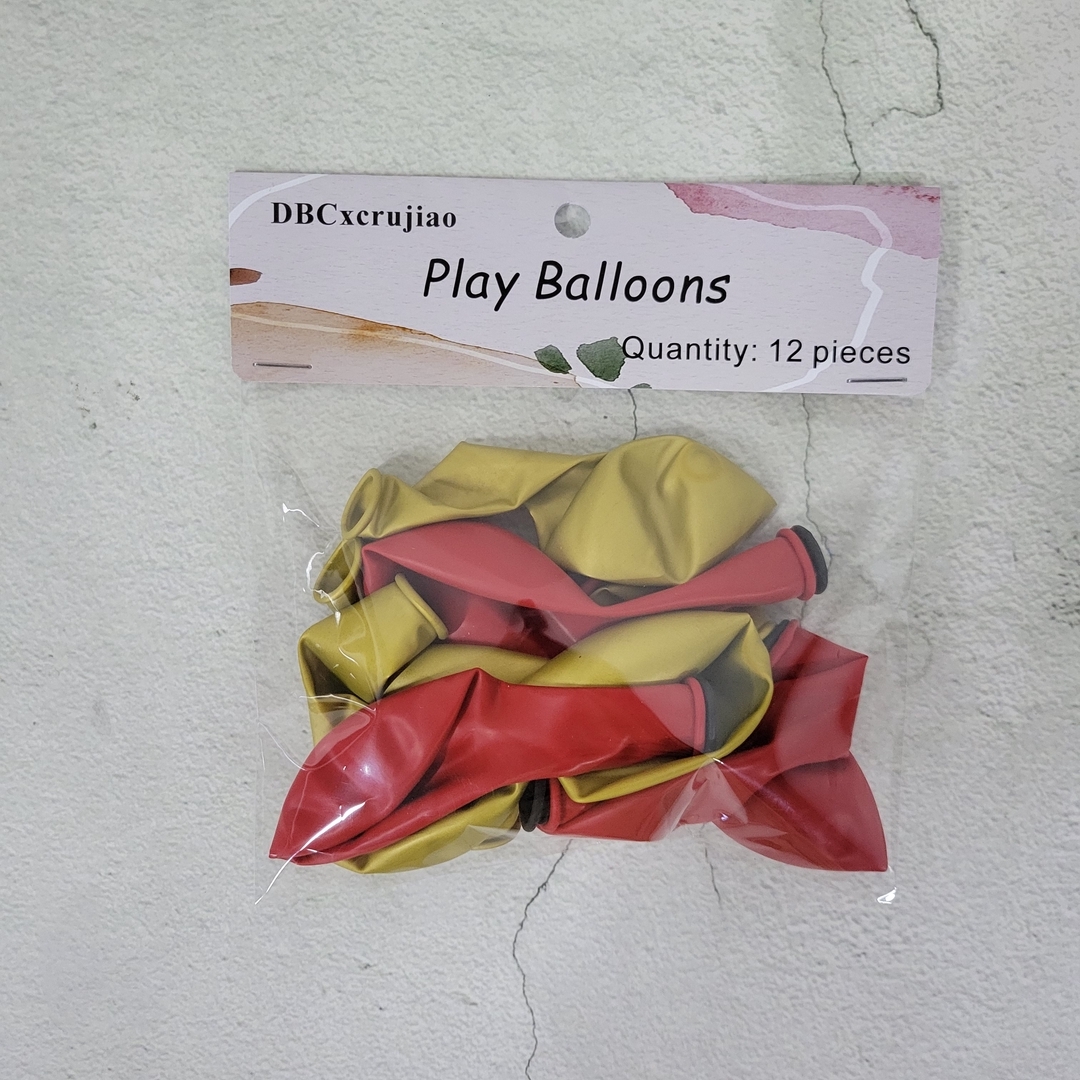 DBCxcrujiao
Play Balloons
Quantity: 12 pieces